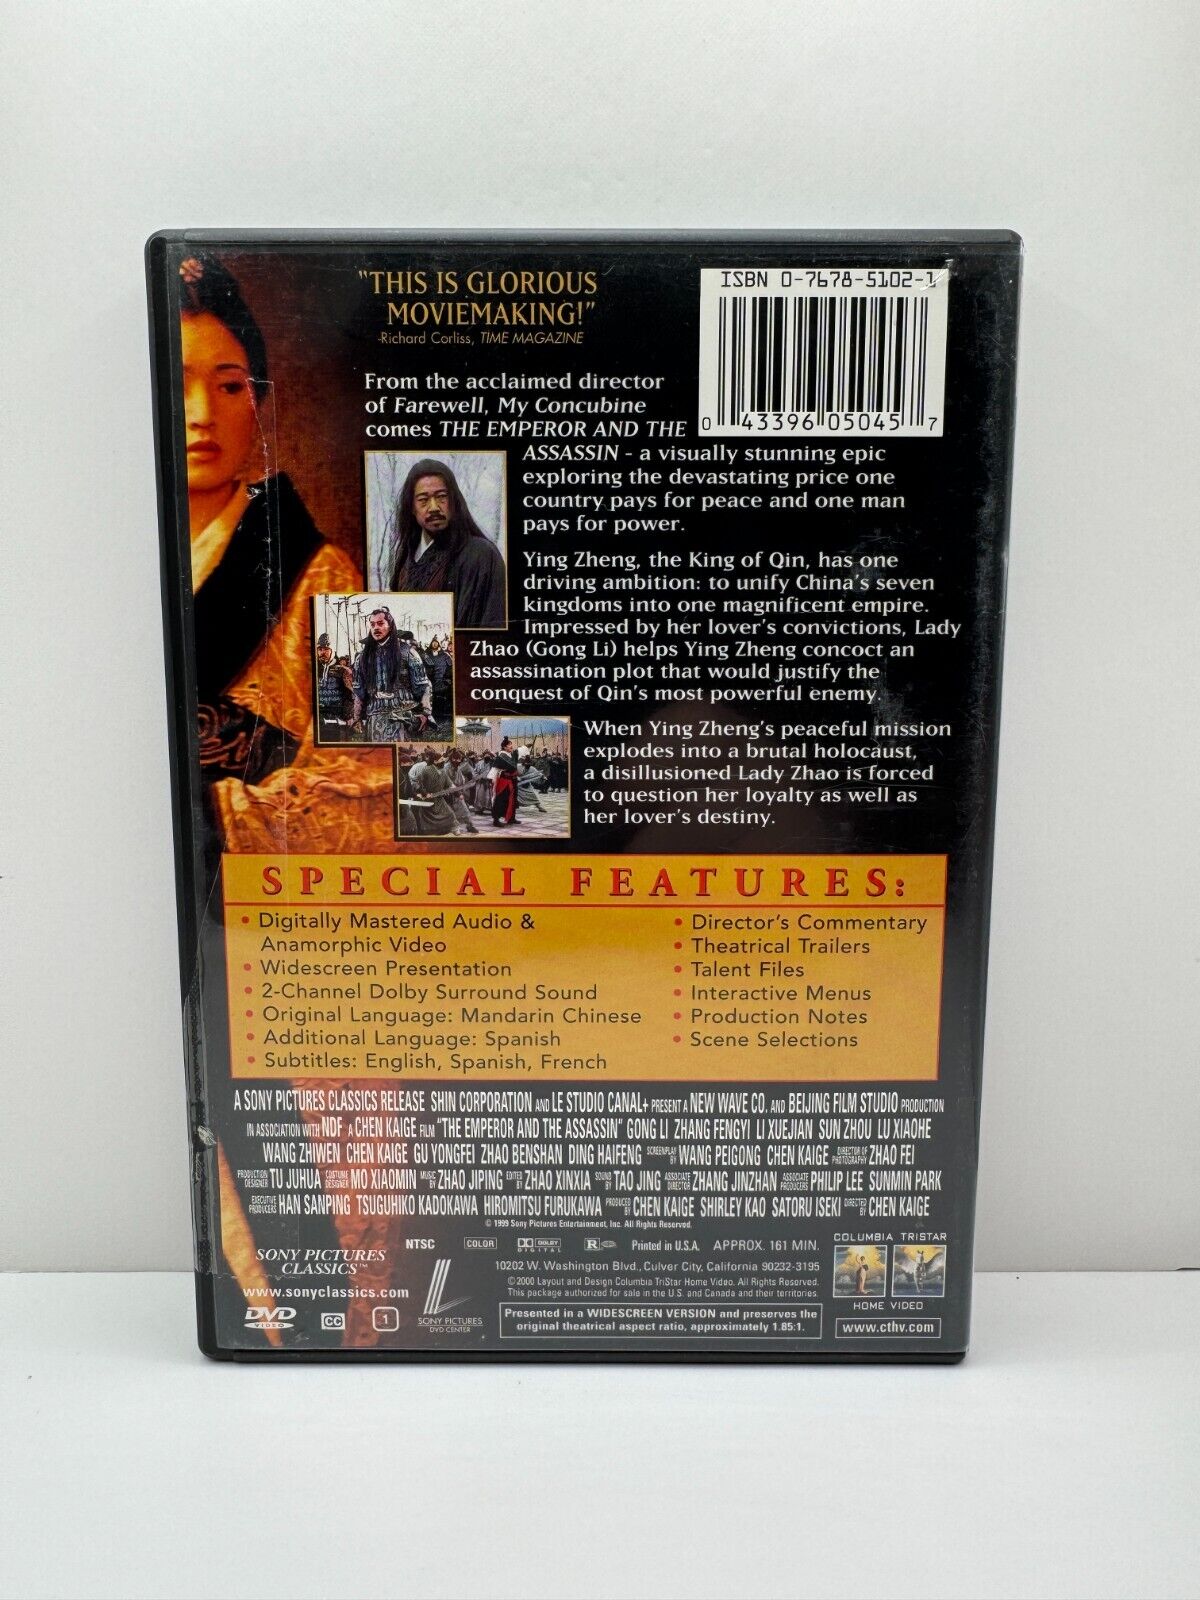 "THIS IS GLORIOUS
MOVIEMAKING!"
-Richard Corliss, TIME MAGAZINE
ISBN 0-7678-5102-1
0 43396 05045 7
From the acclaimed director
of Farewell, My Concubine
comes THE EMPEROR AND THE
ASSASSIN - a visually stunning epic
exploring the devastating price one
country pays for peace and one man
pays for power.
Ying Zheng, the King of Qin, has one
driving ambition: to unify China's seven
kingdoms into one magnificent empire.
Impressed by her lover's convictions, Lady
Zhao (Gong Li) helps Ying Zheng concoct an
assassination plot that would justify the
conquest of Qin's most powerful enemy.
When Ying Zheng's peaceful mission
explodes into a brutal holocaust,
a disillusioned Lady Zhao is forced
to question her loyalty as well as
her lover's destiny.
SPECIAL FEATURES:
• Digitally Mastered Audio &
Anamorphic Video
• Widescreen Presentation
• 2-Channel Dolby Surround Sound
• Original Language: Mandarin Chinese
• Additional Language: Spanish
• Subtitles: English, Spanish, French
• Director's Commentary
• Theatrical Trailers
• Talent Files
• Interactive Menus
• Production Notes
• Scene Selections
A SONY PICTURES CLASSICS RELEASE SHIN CORPORATION AND LE STUDIO CANAL+ PRESENT A NEW WAVE CO. AND BEIJING FILM STUDIO PRODUCTION
IN ASSOCIATION WITH NDF A CHEN KAIGE FILM "THE EMPEROR AND THE ASSASSIN" GONG LI ZHANG FENGYI LI XUEJIAN SUN ZHOU LU XIAOHE
WANG ZHIWEN CHEN KAIGE GU YONGFEI ZHAO BENSHAN DING HAIFENG SCREENPLAY BY WANG PEIGONG CHEN KAIGE DIRECTOR OF PHOTOGRAPHY ZHAO FEI
PRODUCTION DESIGNER TU JUHUA COSTUME DESIGNER MO XIAOMIN MUSIC BY ZHAO JIPING EDITED BY ZHAO XINXIA SOUND BY TAO JING ASSOCIATE DIRECTOR ZHANG JINZHAN ASSOCIATE PRODUCERS PHILIP LEE SUNMIN PARK
EXECUTIVE PRODUCERS HAN SANPING TSUGUHIKO KADOKAWA HIROMITSU FURUKAWA PRODUCED BY CHEN KAIGE SHIRLEY KAO SATORU ISEKI DIRECTED BY CHEN KAIGE
© 1999 Sony Pictures Entertainment, Inc. All Rights Reserved.
SONY PICTURES
CLASSICS™
www.sonyclassics.com
DVD
VIDEO
CC
1
NTSC
COLOR
DOLBY
DIGITAL
R
Printed in U.S.A.
APPROX. 161 MIN.
SONY PICTURES
DVD CENTER
10202 W. Washington Blvd., Culver City, California 90232-3195
©2000 Layout and Design Columbia TriStar Home Video. All Rights Reserved.
This package authorized for sale in the U.S. and Canada and their territories.
Presented in a WIDESCREEN VERSION and preserves the
original theatrical aspect ratio, approximately 1.85:1.
COLUMBIA TRISTAR
HOME VIDEO
www.cthv.com